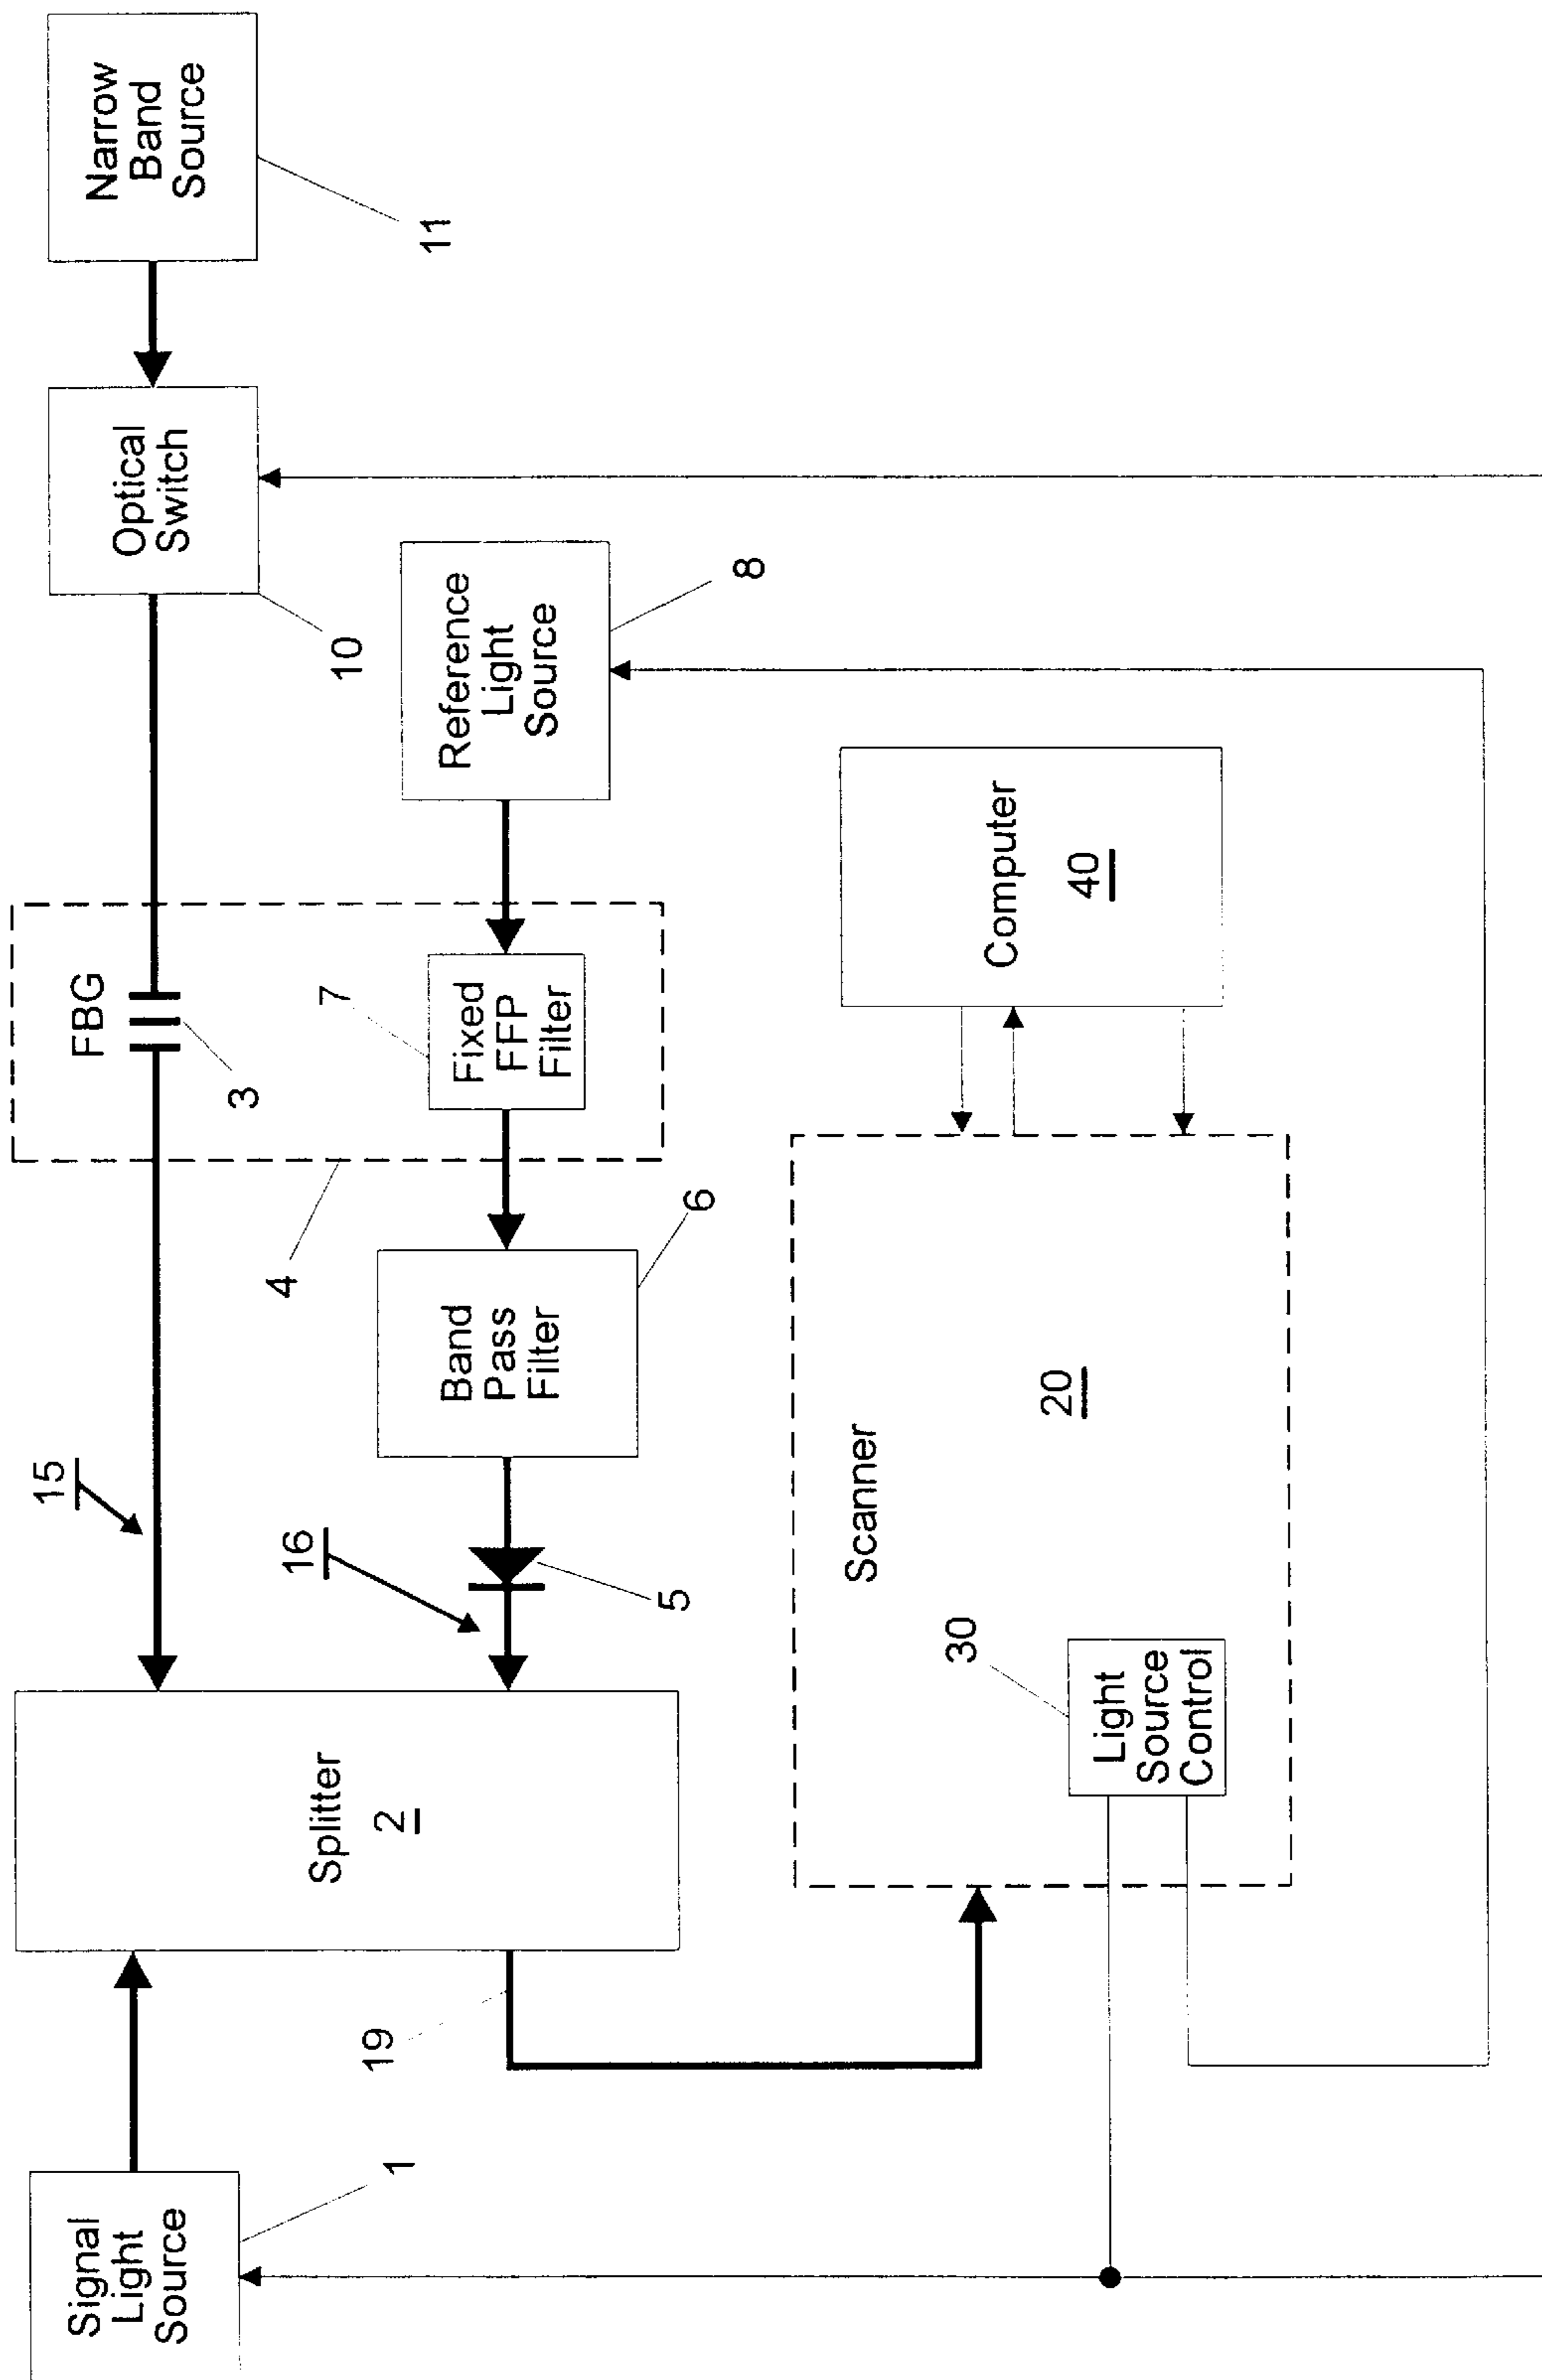 Signal
Light
Source
1
Splitter
2
15
16
19
5
Band
Pass
Filter
6
4
FBG
3
7
Fixed
FFP
Filter
Reference
Light
Source
8
Optical
Switch
10
Narrow
Band
Source
11
Scanner
20
30
Light
Source
Control
Computer
40